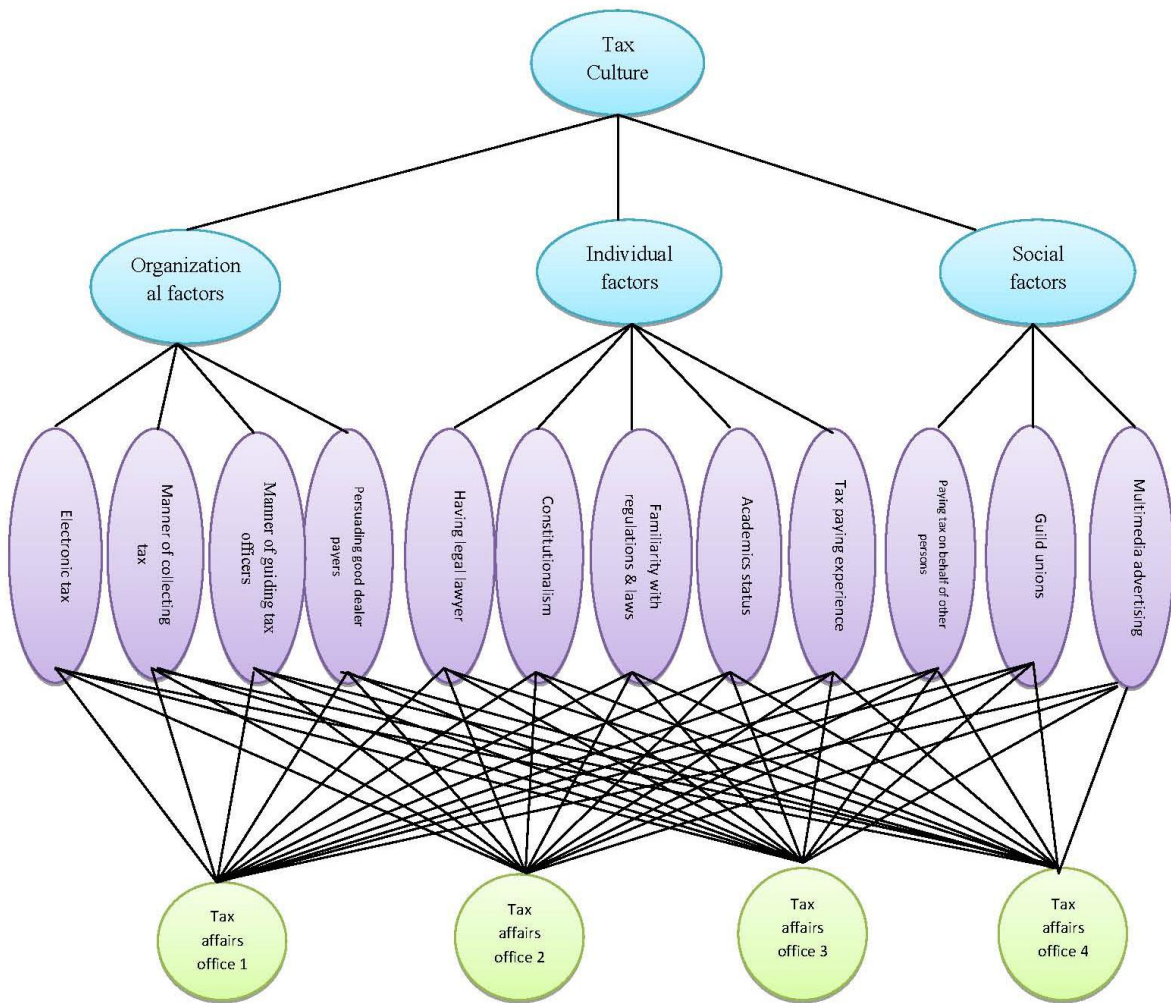 Tax
Culture
Organization
al factors
Individual
factors
Social
factors
Electronic tax
Manner of collecting
tax
Manner of guiding tax
officers
Persuading good dealer
payers
Having legal lawyer
Constitutionalism
Familiarity with
regulations & laws
Academics status
Tax paying experience
Paying tax on behalf of other
persons
Guild unions
Multimedia advertising
Tax
affairs
office 1
Tax
affairs
office 2
Tax
affairs
office 3
Tax
affairs
office 4